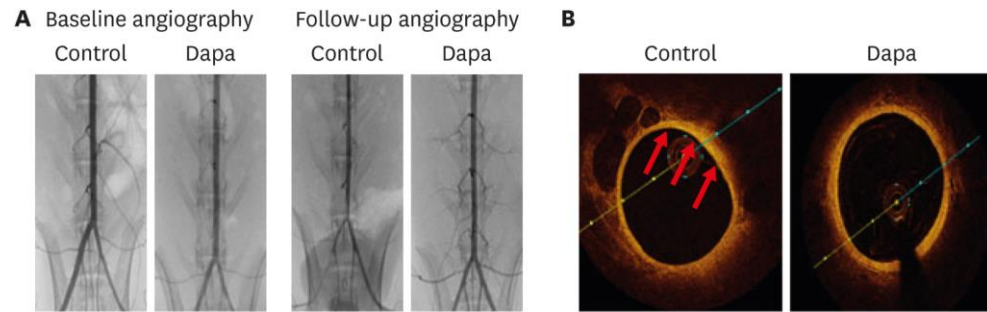 A Baseline angiography Follow-up angiography B
Control Dapa Control Dapa Control Dapa